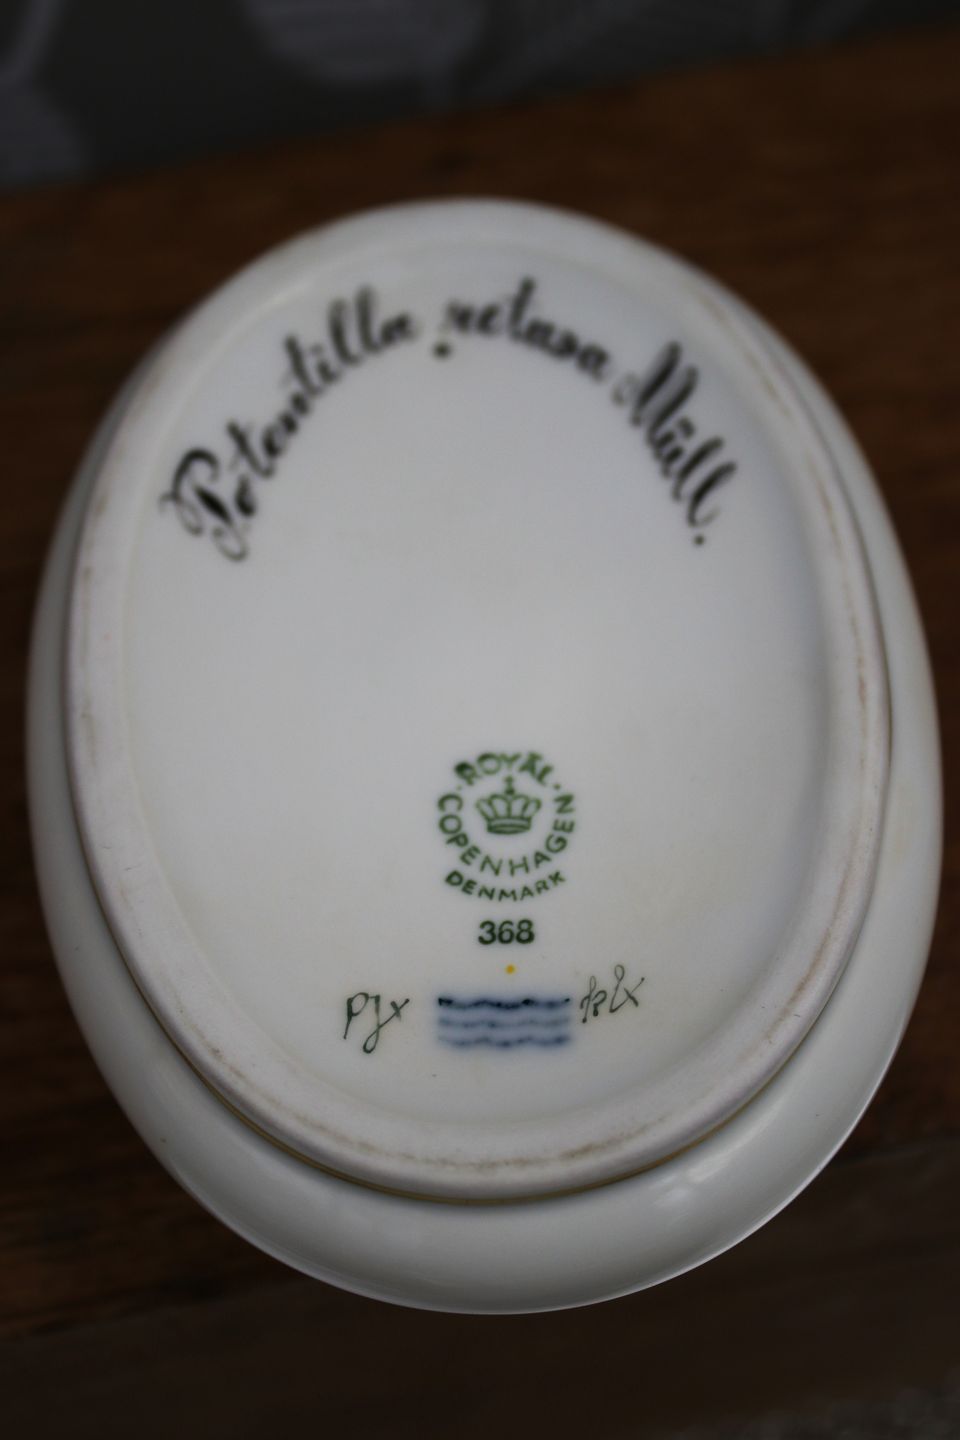 Potentilla retusa Müll.
ROYAL COPENHAGEN
DENMARK
368